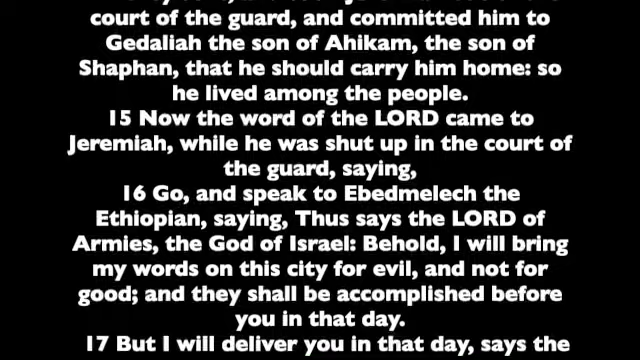 court of the guard, and committed him to
Gedaliah the son of Ahikam, the son of
Shaphan, that he should carry him home: so
he lived among the people.
15 Now the word of the LORD came to
Jeremiah, while he was shut up in the court of
the guard, saying,
16 Go, and speak to Ebedmelech the
Ethiopian, saying, Thus says the LORD of
Armies, the God of Israel: Behold, I will bring
my words on this city for evil, and not for
good; and they shall be accomplished before
you in that day.
17 But I will deliver you in that day, says the